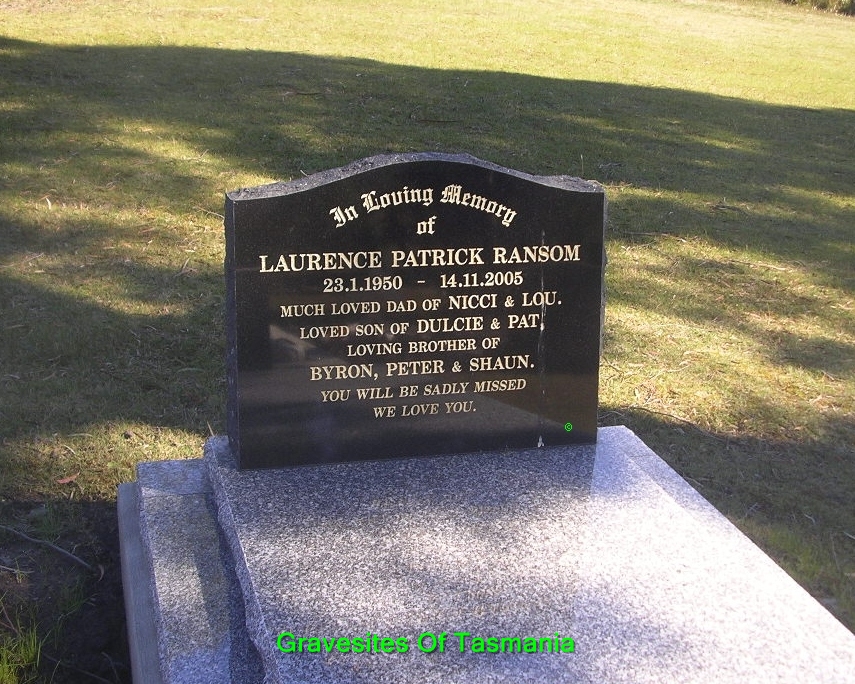 In Loving Memory
of
LAURENCE PATRICK RANSOM
23.1.1950 - 14.11.2005
MUCH LOVED DAD OF NICCI & LOU.
LOVED SON OF DULCIE & PAT.
LOVING BROTHER OF
BYRON, PETER & SHAUN.
YOU WILL BE SADLY MISSED
WE LOVE YOU.
©
Gravesites Of Tasmania